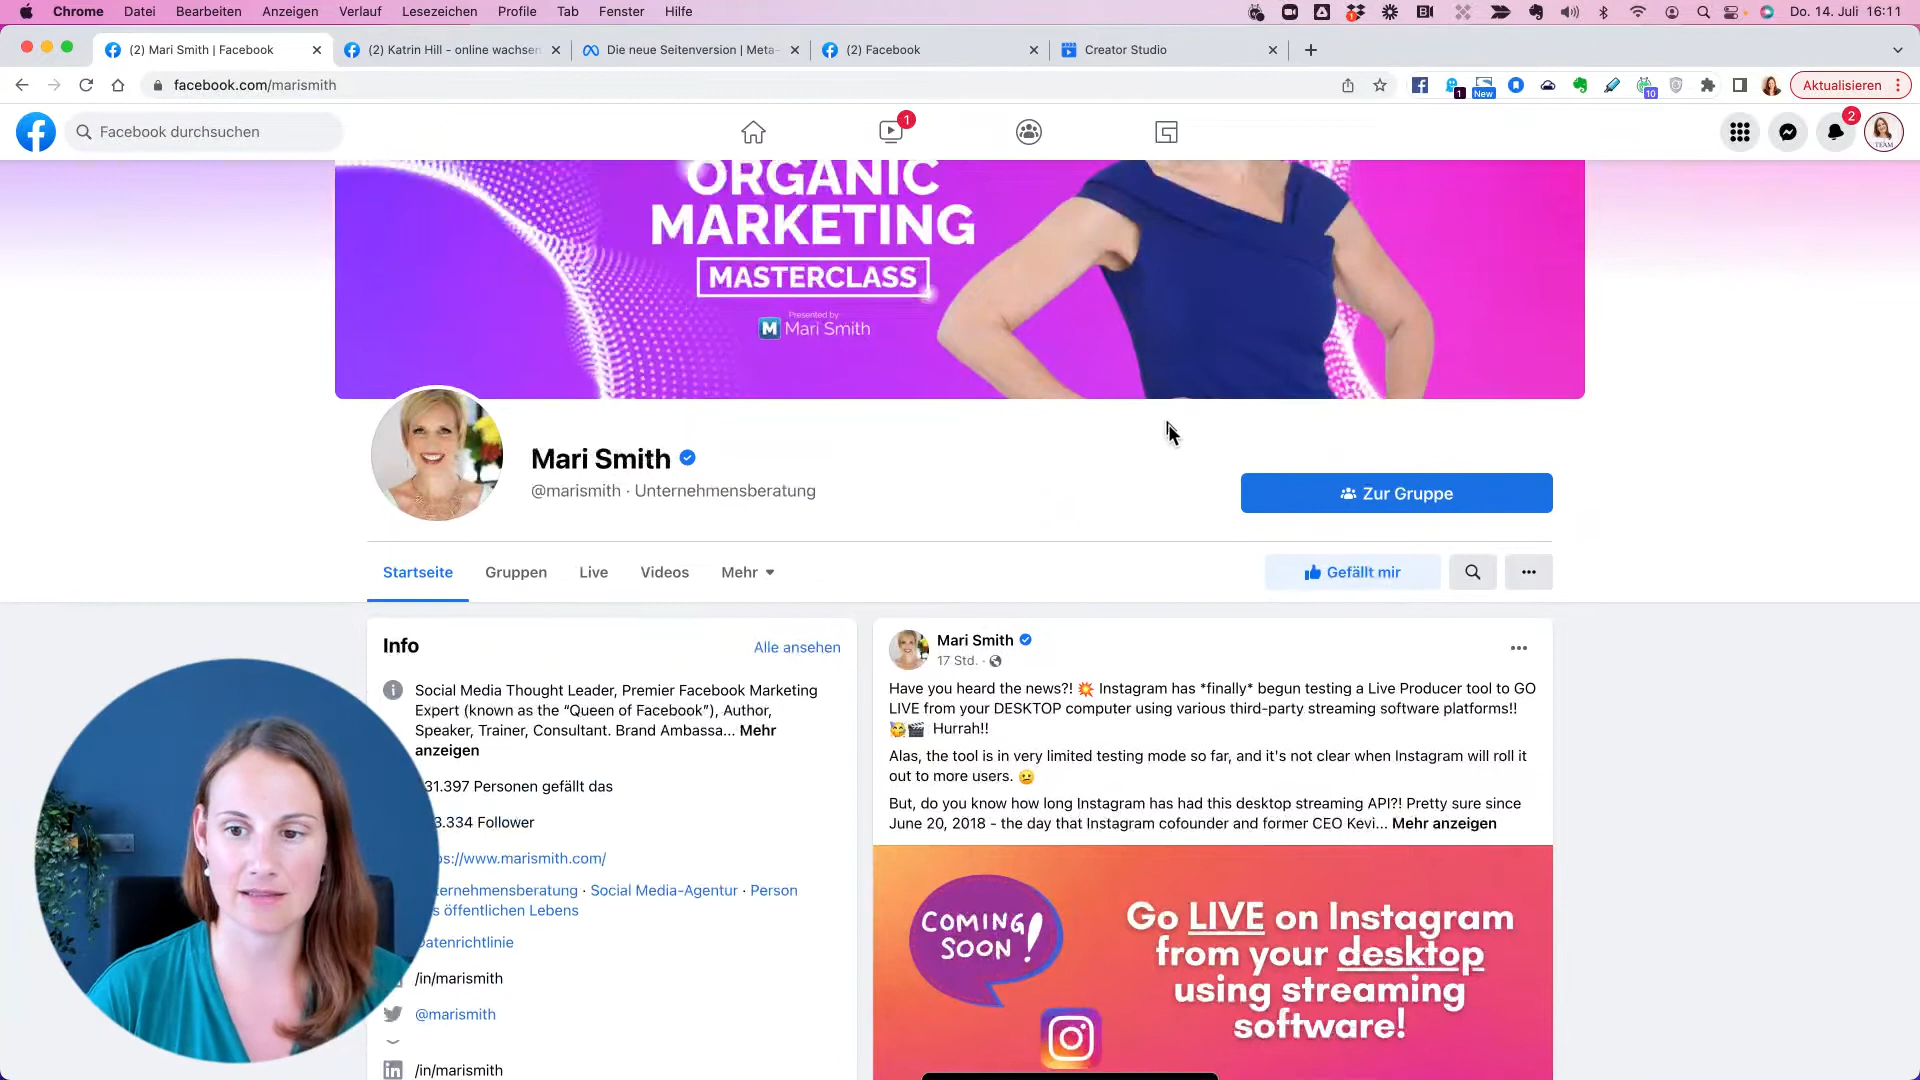 Chrome Datei Bearbeiten Anzeigen Verlauf Lesezeichen Profile Tab Fenster Hilfe Do. 14. Juli 16:11
(2) Mari Smith | Facebook (2) Katrin Hill - online wachsen Die neue Seitenversion | Meta- (2) Facebook Creator Studio
facebook.com/marismith 1 New 10 Aktualisieren
Facebook durchsuchen 1 2
TEAM
ORGANIC
MARKETING
MASTERCLASS
Presented by
M Mari Smith
Mari Smith
@marismith · Unternehmensberatung
Zur Gruppe
Startseite Gruppen Live Videos Mehr Gefällt mir
Info Alle ansehen
Social Media Thought Leader, Premier Facebook Marketing
Expert (known as the “Queen of Facebook”), Author,
Speaker, Trainer, Consultant. Brand Ambassa... Mehr
anzeigen
31.397 Personen gefällt das
3.334 Follower
ps://www.marismith.com/
ternehmensberatung · Social Media-Agentur · Person
s öffentlichen Lebens
Datenrichtlinie
/in/marismith
@marismith
/in/marismith
Mari Smith
17 Std. ·
Have you heard the news?! 💥 Instagram has *finally* begun testing a Live Producer tool to GO
LIVE from your DESKTOP computer using various third-party streaming software platforms!!
🥰🎬 Hurrah!!
Alas, the tool is in very limited testing mode so far, and it's not clear when Instagram will roll it
out to more users. 😕
But, do you know how long Instagram has had this desktop streaming API?! Pretty sure since
June 20, 2018 - the day that Instagram cofounder and former CEO Kevi... Mehr anzeigen
COMING
SOON!
Go LIVE on Instagram
from your desktop
using streaming
software!